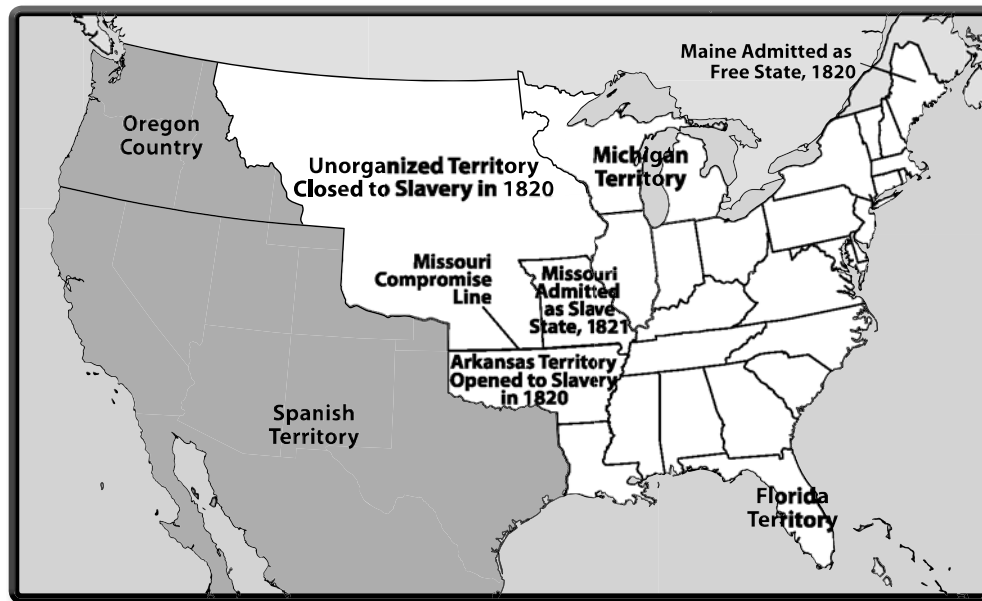 Maine Admitted as
Free State, 1820
Oregon
Country
Unorganized Territory
Closed to Slavery in 1820
Michigan
Territory
Missouri
Compromise
Line
Missouri
Admitted
as Slave
State, 1821
Arkansas Territory
Opened to Slavery
in 1820
Spanish
Territory
Florida
Territory